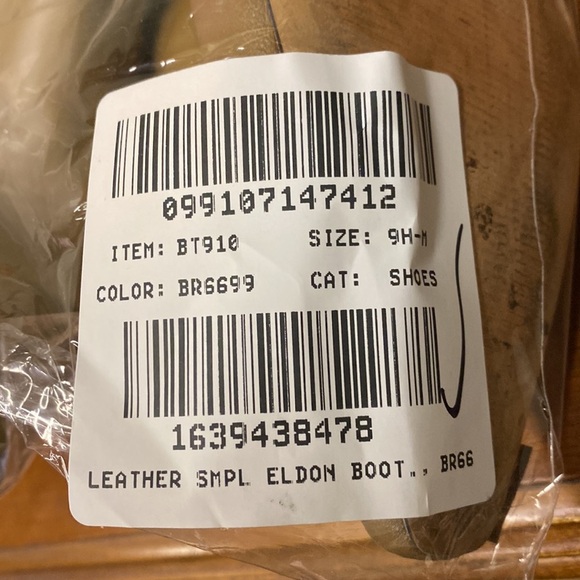 099107147412
ITEM: BT910 SIZE: 9H-M
COLOR: BR6699 CAT: SHOES
1639438478
LEATHER SMPL ELDON BOOT.., BR66